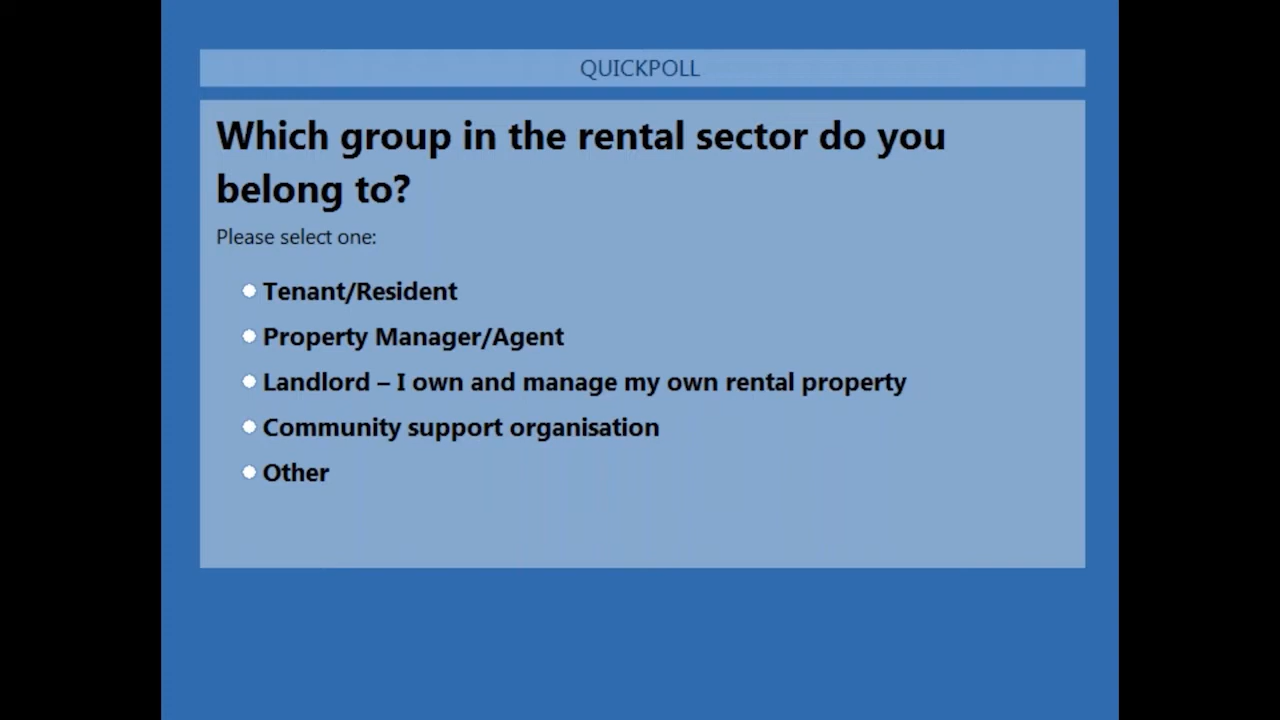 QUICKPOLL
Which group in the rental sector do you
belong to?
Please select one:
Tenant/Resident
Property Manager/Agent
Landlord – I own and manage my own rental property
Community support organisation
Other